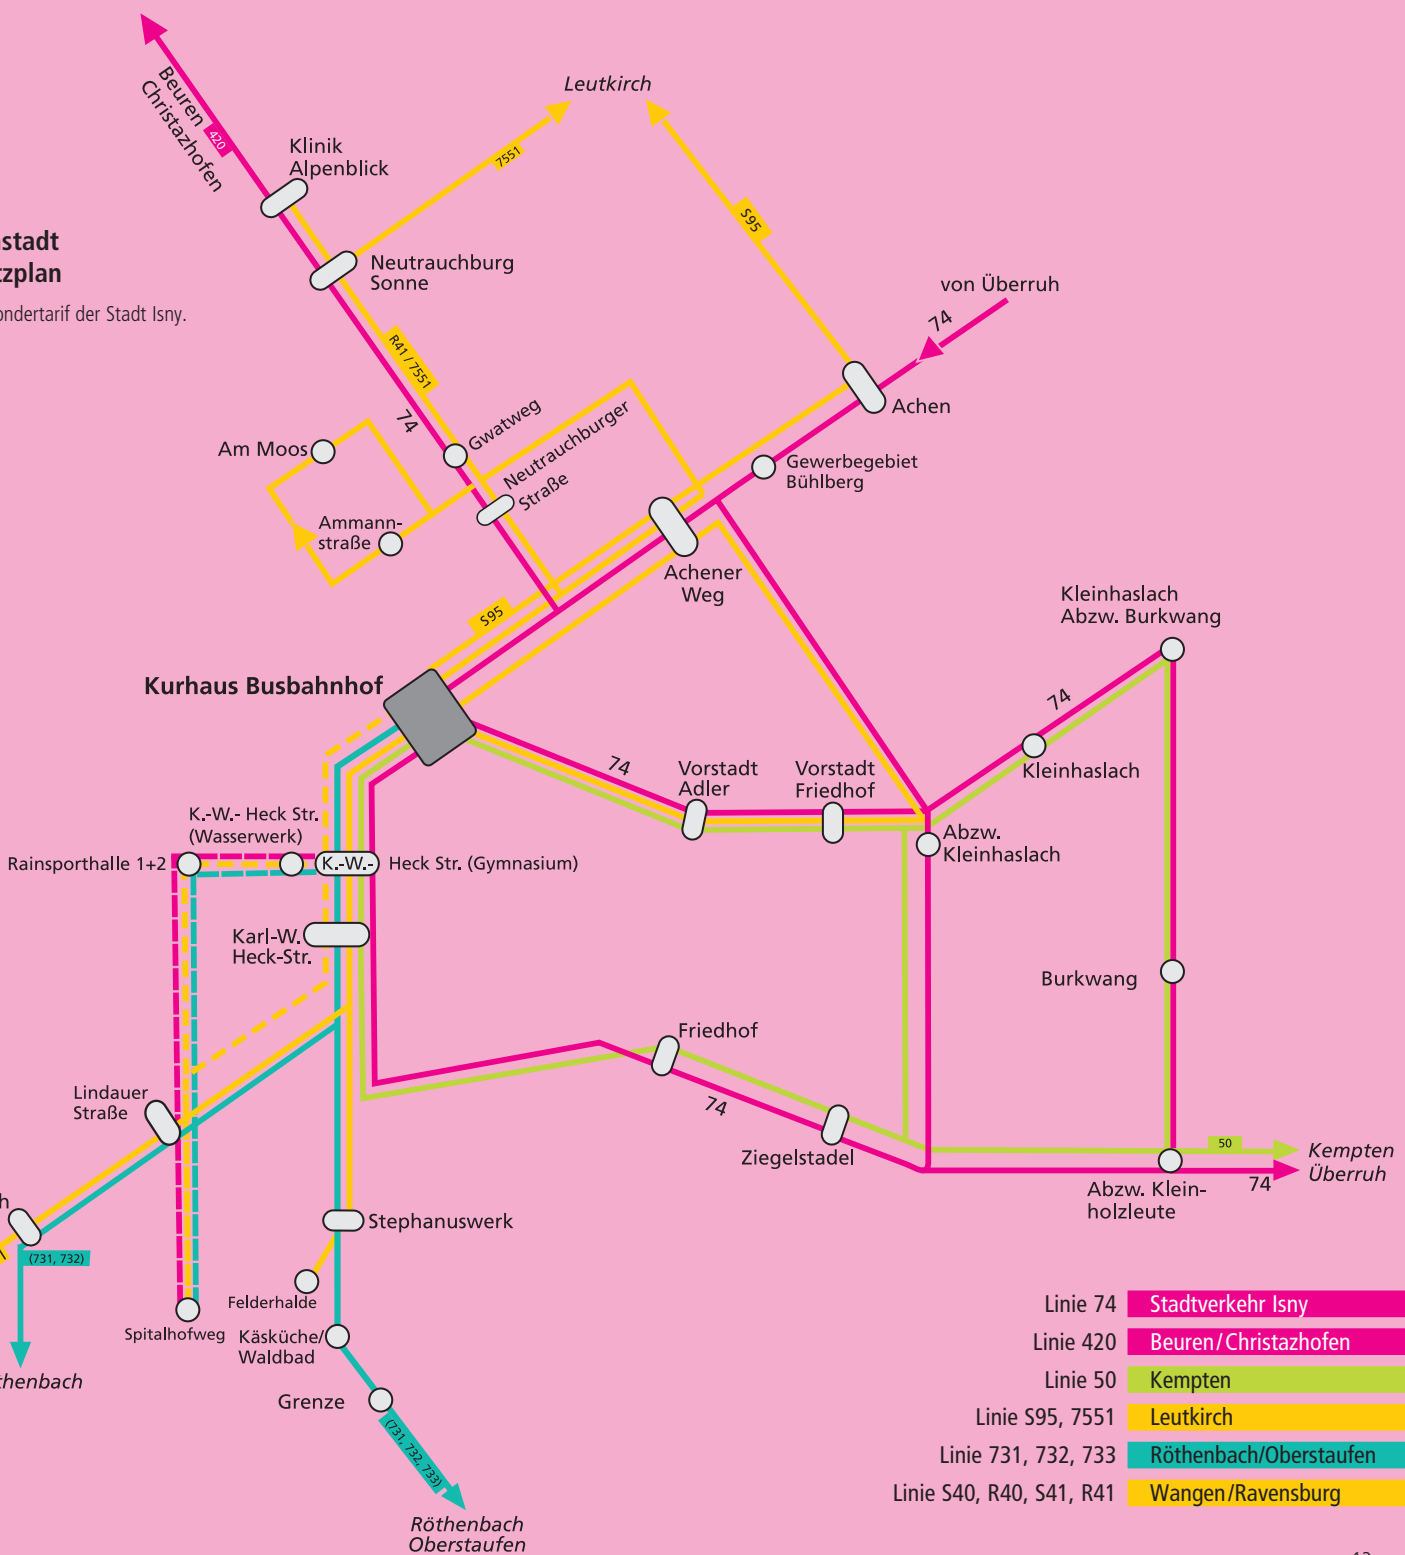 Leutkirch
Beuren
Christazhofen
420
Klinik
Alpenblick
7551
S95
Neutrauchburg
Sonne
von Überruh
74
ondertarif der Stadt Isny.
R41 / 7551
74
Achen
Gwatweg
Neutrauchburger
Straße
Am Moos
Gewerbegebiet
Bühlberg
Ammann-
straße
Achener
Weg
S95
Kleinhaslach
Abzw. Burkwang
Kurhaus Busbahnhof
74
74
Vorstadt
Adler
Vorstadt
Friedhof
Kleinhaslach
K.-W.- Heck Str.
(Wasserwerk)
Abzw.
Kleinhaslach
Rainsporthalle 1+2
K.-W.-
Heck Str. (Gymnasium)
Karl-W.
Heck-Str.
Burkwang
Friedhof
Lindauer
Straße
74
Ziegelstadel
50
Kempten
Überruh
74
Abzw. Klein-
holzleute
Stephanuswerk
(731, 732)
Felderhalde
Spitalhofweg
Käsküche/
Waldbad
Grenze
(731, 732, 733)
Röthenbach
Oberstaufen
Linie 74 Stadtverkehr Isny
Linie 420 Beuren/Christazhofen
Linie 50 Kempten
Linie S95, 7551 Leutkirch
Linie 731, 732, 733 Röthenbach/Oberstaufen
Linie S40, R40, S41, R41 Wangen/Ravensburg